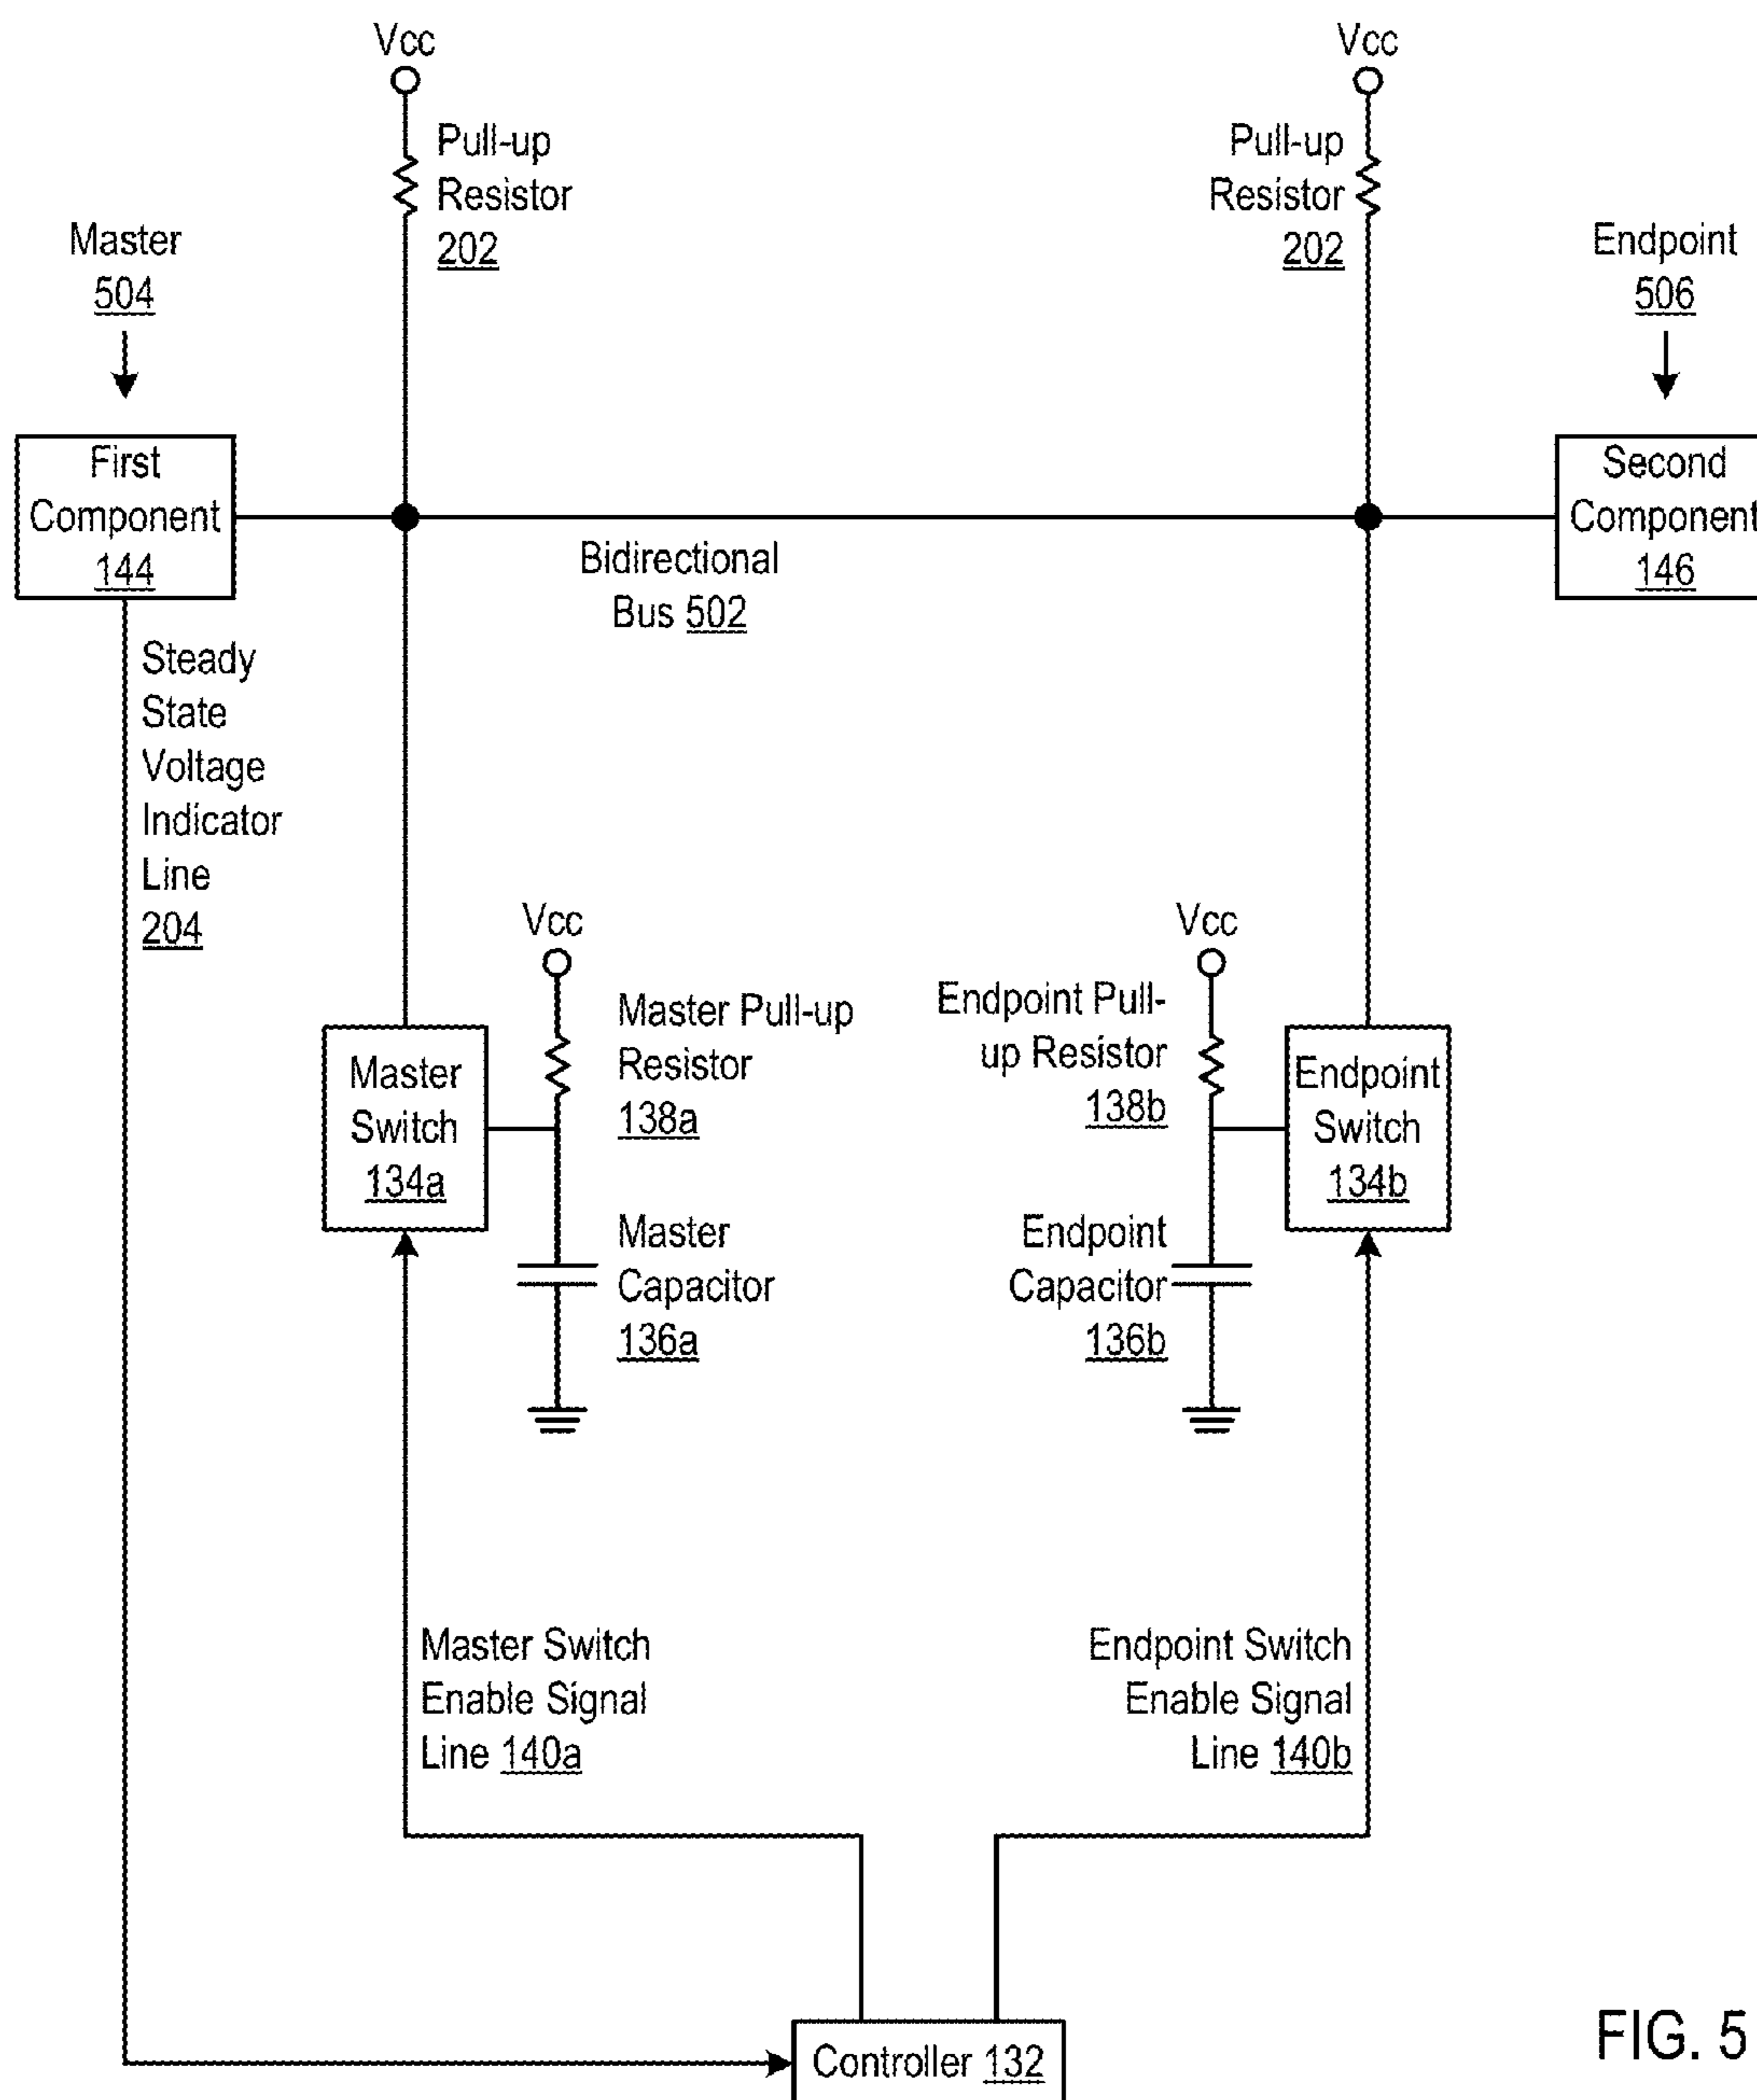 Vcc
Vcc
Pull-up
Resistor
202
Pull-up
Resistor
202
Master
504
Endpoint
506
First
Component
144
Second
Component
146
Bidirectional
Bus 502
Steady
State
Voltage
Indicator
Line
204
Vcc
Vcc
Master Pull-up
Resistor
138a
Endpoint Pull-
up Resistor
138b
Master
Switch
134a
Endpoint
Switch
134b
Master
Capacitor
136a
Endpoint
Capacitor
136b
Master Switch
Enable Signal
Line 140a
Endpoint Switch
Enable Signal
Line 140b
Controller 132
FIG. 5